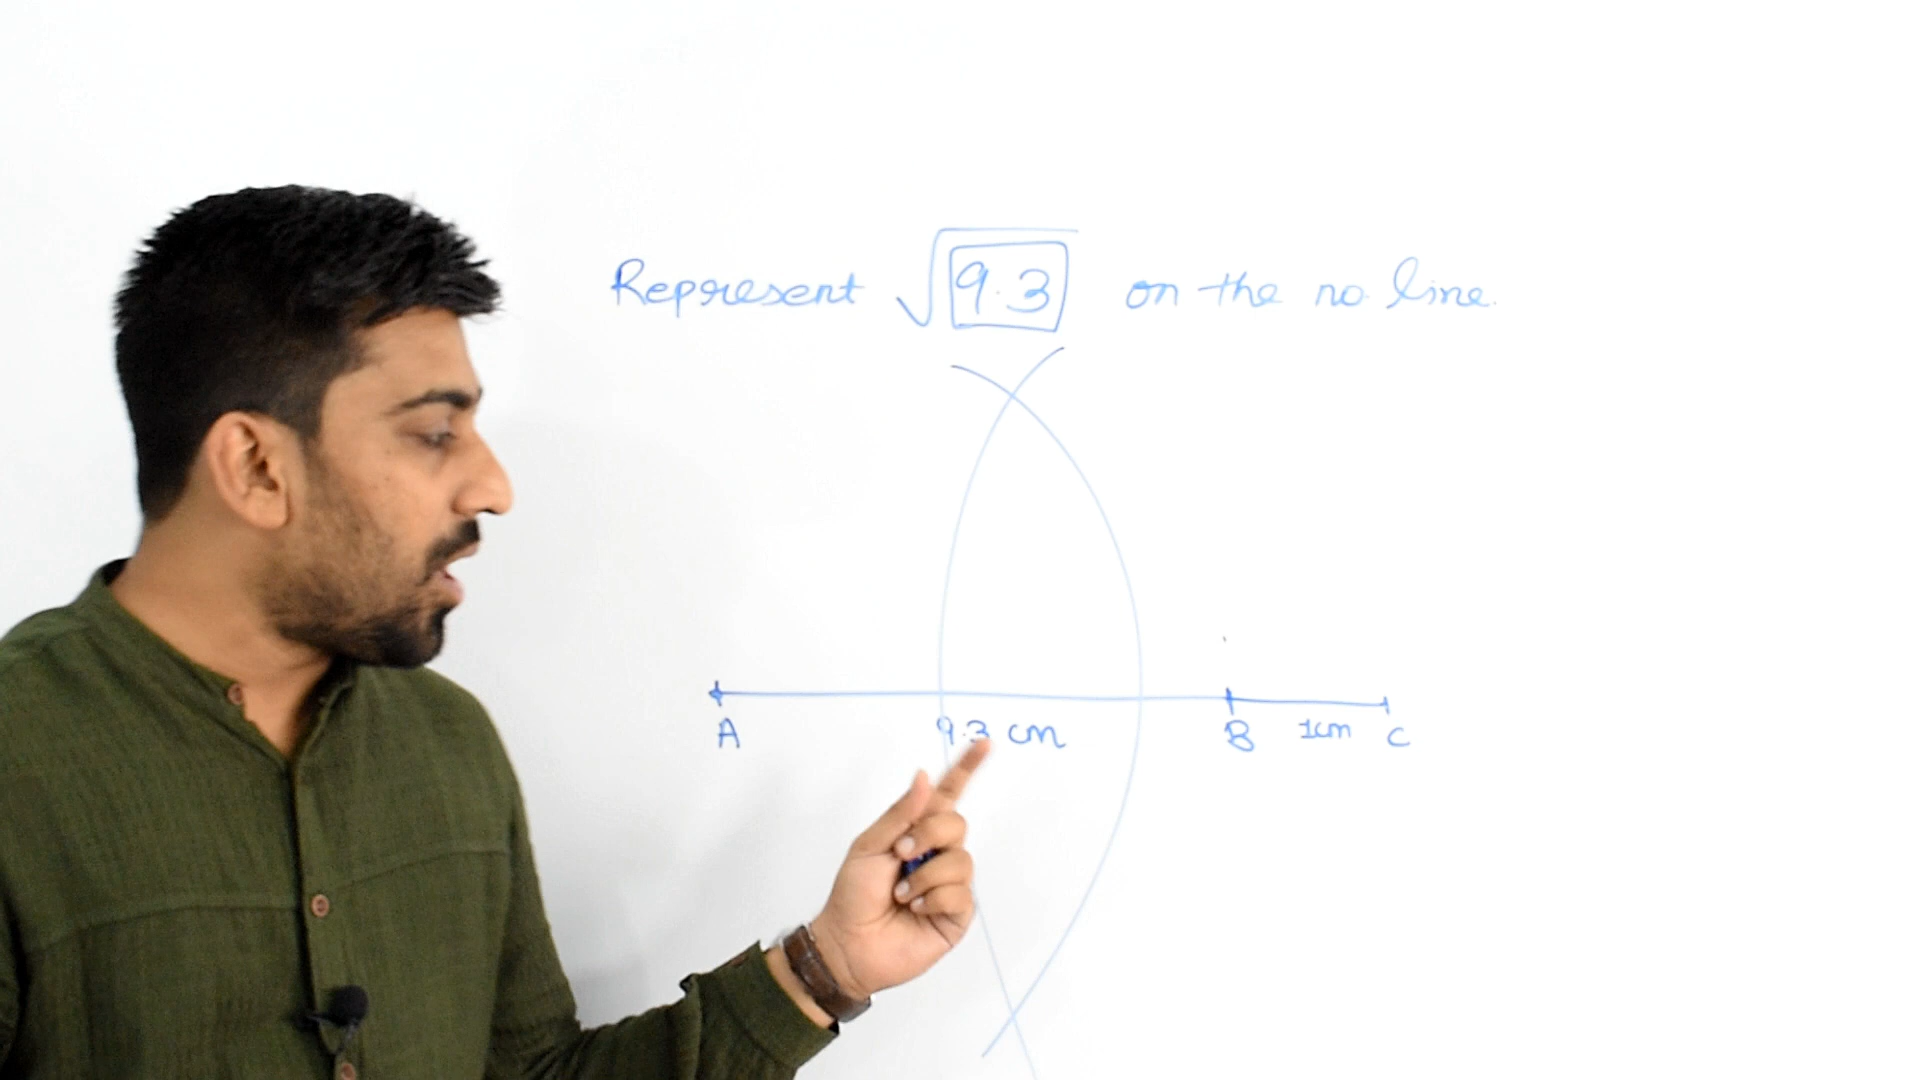 Represent √9.3 on the no. line.
A 9.3 cm B 1cm C